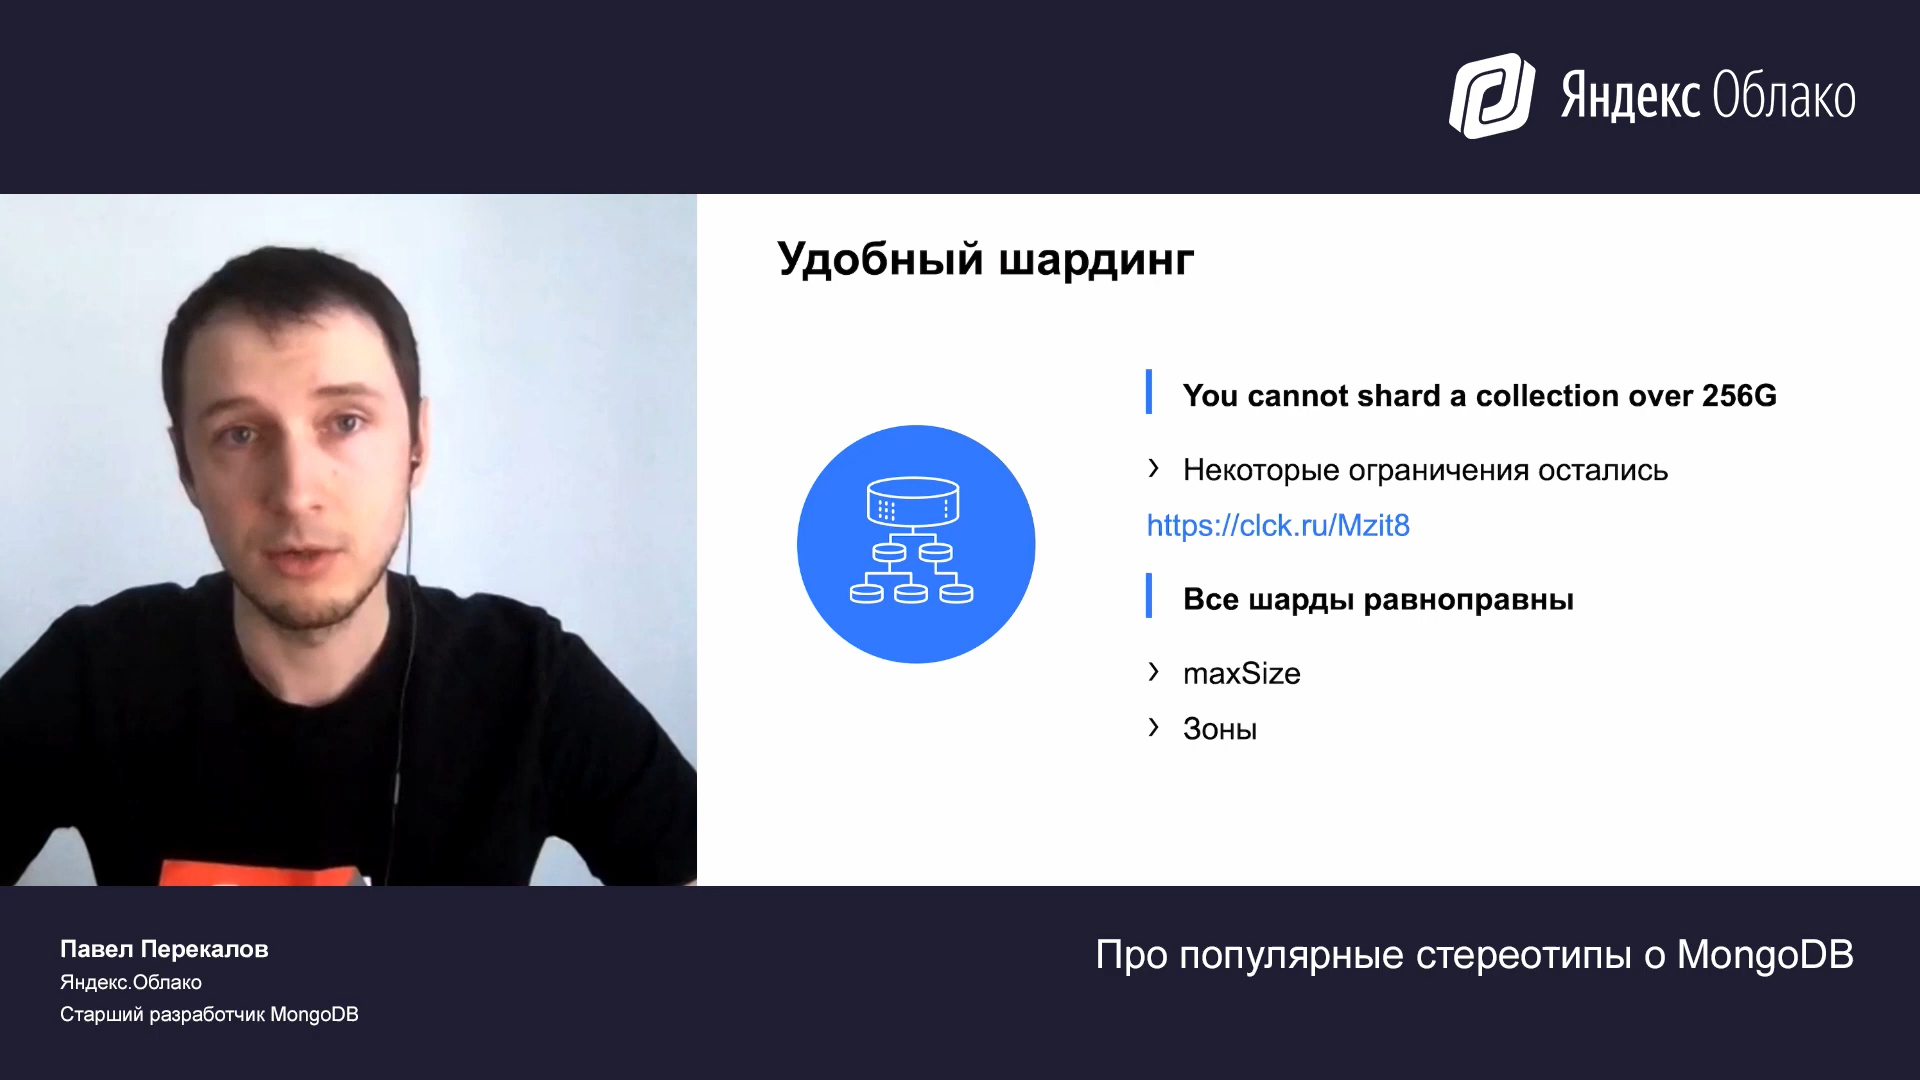 Яндекс Облако
Удобный шардинг
You cannot shard a collection over 256G
Некоторые ограничения остались
https://clck.ru/Mzit8
Все шарды равноправны
maxSize
Зоны
Павел Перекалов
Яндекс.Облако
Старший разработчик MongoDB
Про популярные стереотипы о MongoDB